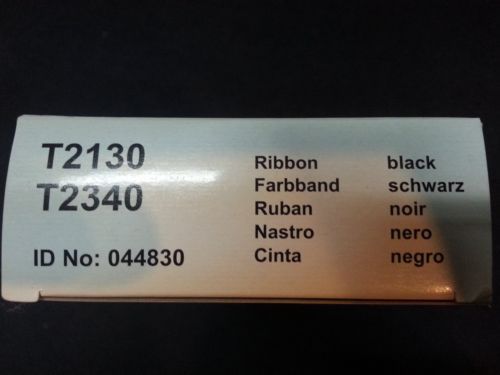 T2130
T2340
ID No: 044830
Ribbon black
Farbband schwarz
Ruban noir
Nastro nero
Cinta negro